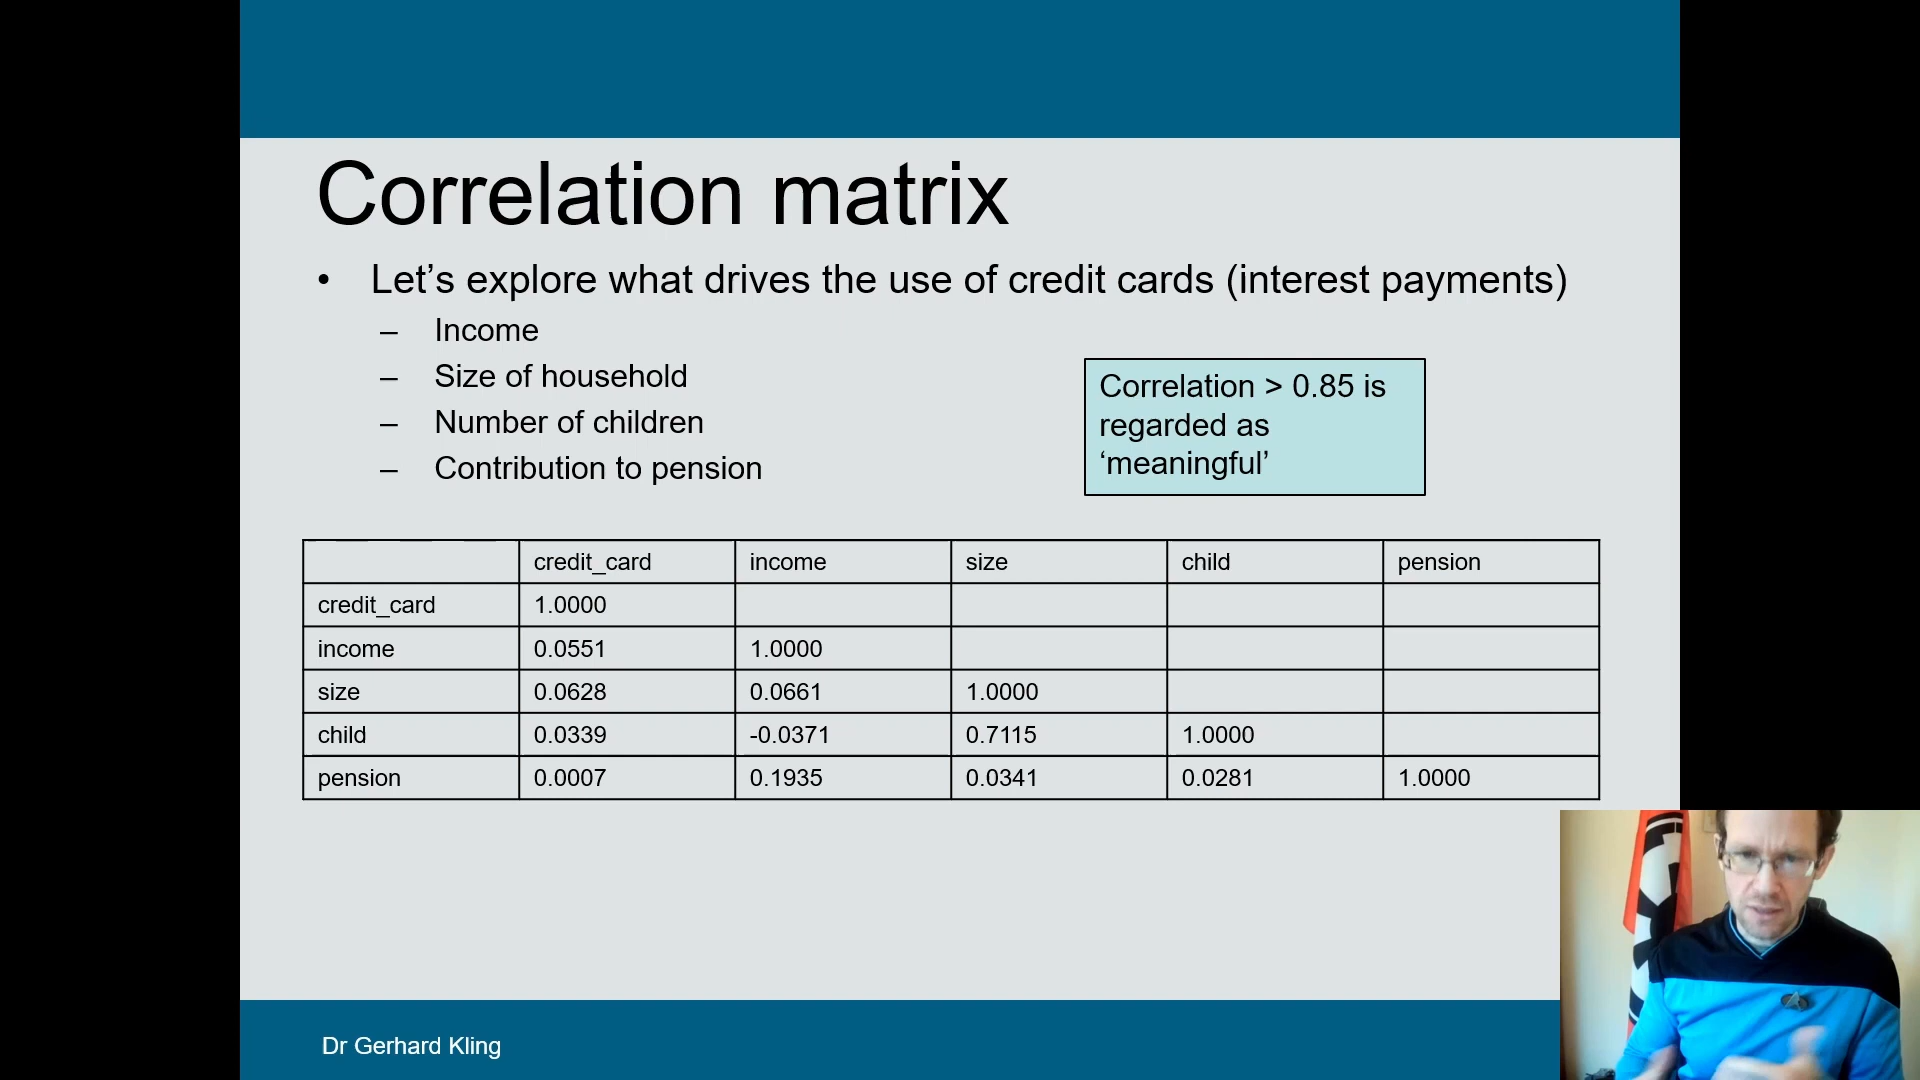 Correlation matrix
• Let’s explore what drives the use of credit cards (interest payments)
– Income
– Size of household
– Number of children
– Contribution to pension
Correlation > 0.85 is
regarded as
‘meaningful’
credit_card income size child pension
credit_card 1.0000
income 0.0551 1.0000
size 0.0628 0.0661 1.0000
child 0.0339 -0.0371 0.7115 1.0000
pension 0.0007 0.1935 0.0341 0.0281 1.0000
Dr Gerhard Kling